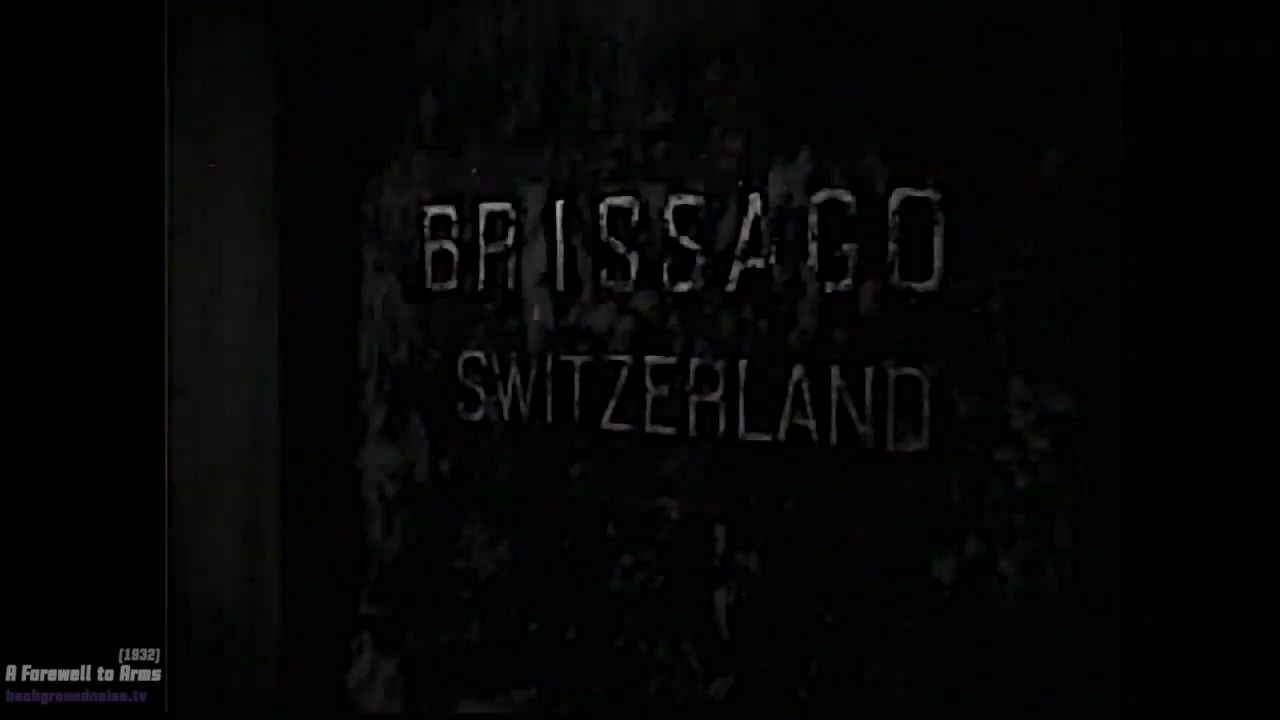 BRISSAGO
SWITZERLAND
(1932)
A Farewell to Arms
backgroundnoise.tv